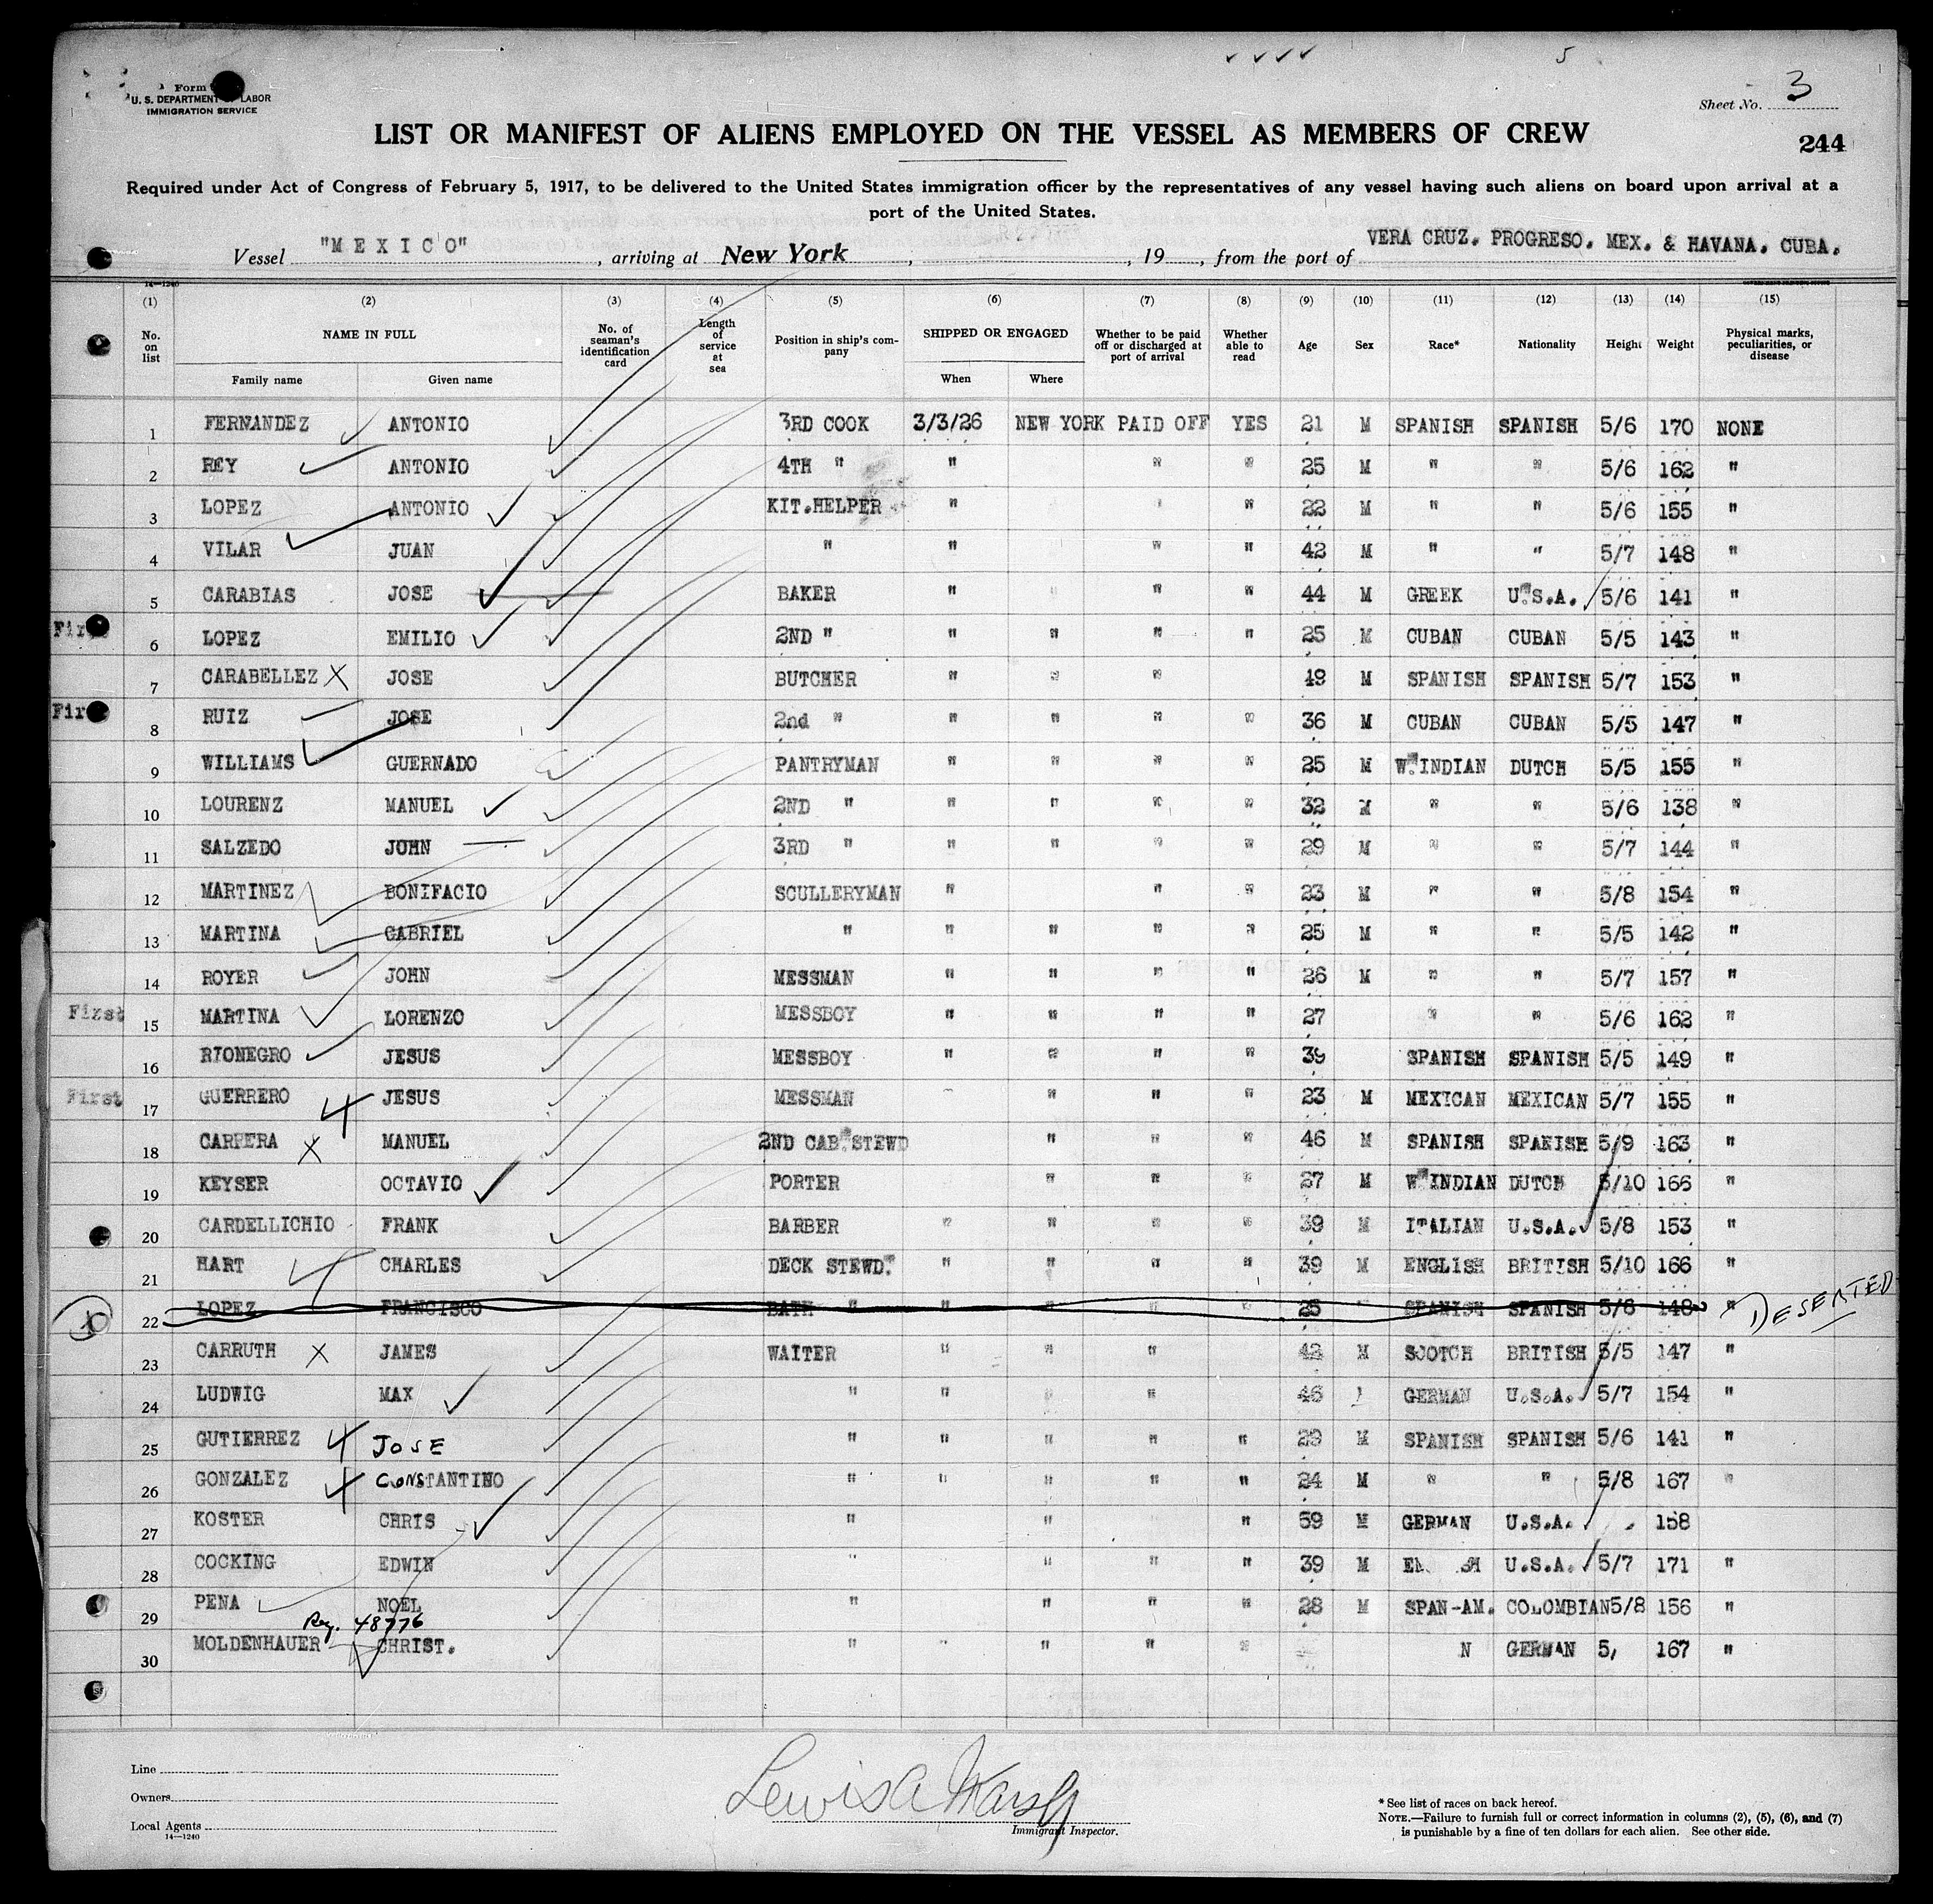 5
Form
U. S. DEPARTMENT OF LABOR
IMMIGRATION SERVICE
Sheet No. 3
LIST OR MANIFEST OF ALIENS EMPLOYED ON THE VESSEL AS MEMBERS OF CREW
244
Required under Act of Congress of February 5, 1917, to be delivered to the United States immigration officer by the representatives of any vessel having such aliens on board upon arrival at a
port of the United States.
Vessel "MEXICO", arriving at New York, , 19 , from the port of VERA CRUZ. PROGRESO. MEX. & HAVANA. CUBA.
14—1240
(1) (2) (3) (4) (5) (6) (7) (8) (9) (10) (11) (12) (13) (14) (15)
No. on list NAME IN FULL No. of seaman's identification card Length of service at sea Position in ship's company SHIPPED OR ENGAGED Whether to be paid off or discharged at port of arrival Whether able to read Age Sex Race* Nationality Height Weight Physical marks, peculiarities, or disease
Family name Given name When Where
1 FERNANDEZ ANTONIO 3RD COOK 3/3/26 NEW YORK PAID OFF YES 21 M SPANISH SPANISH 5/6 170 NONE
2 REY ANTONIO 4TH " " " " 25 M " " 5/6 162 "
3 LOPEZ ANTONIO KIT.HELPER " " " 22 M " " 5/6 155 "
4 VILAR JUAN " " " " 42 M " " 5/7 148 "
5 CARABIAS JOSE BAKER " " " " 44 M GREEK U.S.A. 5/6 141 "
First 6 LOPEZ EMILIO 2ND " " " " " 25 M CUBAN CUBAN 5/5 143 "
7 CARABELLEZ X JOSE BUTCHER " " " 49 M SPANISH SPANISH 5/7 153 "
First 8 RUIZ JOSE 2nd " " " " " 36 M CUBAN CUBAN 5/5 147 "
9 WILLIAMS GUERNADO PANTRYMAN " " " " 25 M W.INDIAN DUTCH 5/5 155 "
10 LOURENZ MANUEL 2ND " " " " " 32 M " " 5/6 138 "
11 SALZEDO JOHN 3RD " " " " " 29 M " " 5/7 144 "
12 MARTINEZ BONIFACIO SCULLERYMAN " " " 23 M " " 5/8 154 "
13 MARTINA GABRIEL " " " " " 25 M " " 5/5 142 "
14 ROYER JOHN MESSMAN " " " " 26 M " " 5/7 157 "
First 15 MARTINA LORENZO MESSBOY " " " " 27 " " 5/6 162 "
16 RIONEGRO JESUS MESSBOY " " " " 39 SPANISH SPANISH 5/5 149 "
First 17 GUERRERO JESUS MESSMAN " " " 23 M MEXICAN MEXICAN 5/7 155 "
18 CARRERA X MANUEL 2ND CAB.STEWD " " " 46 M SPANISH SPANISH 5/9 163 "
19 KEYSER OCTAVIO PORTER " " " 27 M W.INDIAN DUTCH 5/10 166 "
20 CARDELLICHIO FRANK BARBER " " " " 39 M ITALIAN U.S.A. 5/8 153 "
21 HART CHARLES DECK STEWD. " " " " 39 M ENGLISH BRITISH 5/10 166 "
22 LOPEZ FRANCISCO BATH " " " " " 25 SPANISH SPANISH 5/8 148 " DESERTED
23 CARRUTH X JAMES WAITER " " " 42 M SCOTCH BRITISH 5/5 147 "
24 LUDWIG MAX " " " " 46 GERMAN U.S.A. 5/7 154 "
25 GUTIERREZ JOSE " " " " " 29 M SPANISH SPANISH 5/6 141 "
26 GONZALEZ CONSTANTINO " " " " " 24 M " " 5/8 167 "
27 KOSTER CHRIS " " " 59 M GERMAN U.S.A. 158
28 COCKING EDWIN " " " " 39 M U.S.A. 5/7 171 "
29 PENA NOEL " " " " 28 M SPAN-AM. COLOMBIAN 5/8 156 "
Reg. 48776
30 MOLDENHAUER CHRIST. " " " " GERMAN 167 "
Line
Owners
Local Agents
14—1240
Lewis A Marsh
Immigrant Inspector.
* See list of races on back hereof.
NOTE.—Failure to furnish full or correct information in columns (2), (5), (6), and (7)
is punishable by a fine of ten dollars for each alien. See other side.